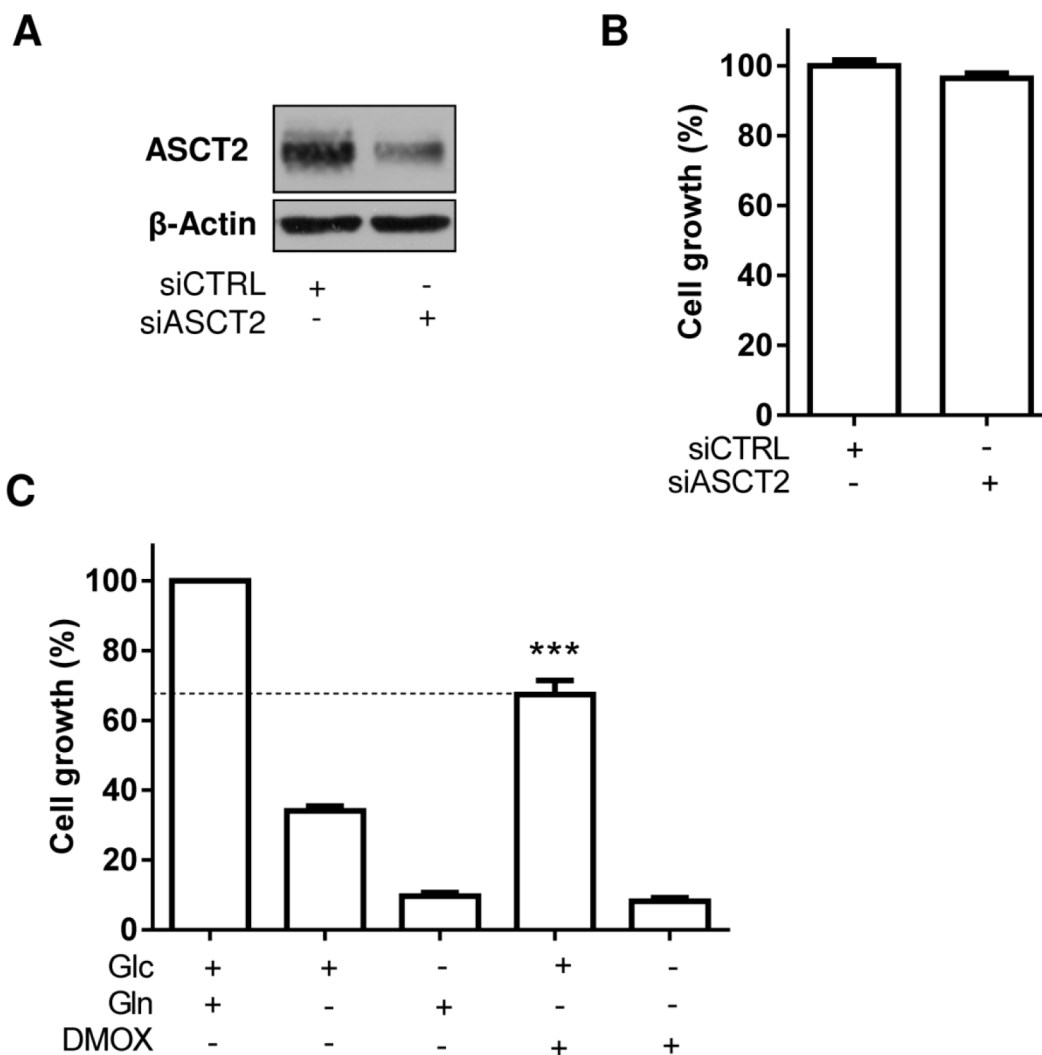 A
ASCT2
β-Actin
siCTRL + -
siASCT2 - +
B
Cell growth (%)
100
80
60
40
20
0
siCTRL + -
siASCT2 - +
C
Cell growth (%)
100
80
60
40
20
0
***
Glc + + - + -
Gln + - + - -
DMOX - - - + +